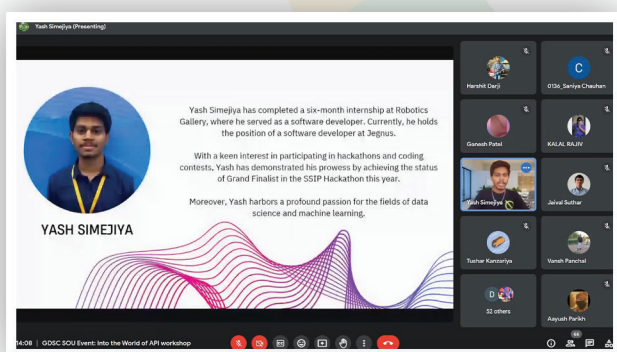 Yash Simejiya (Presenting)
Yash Simejiya has completed a six-month internship at Robotics
Gallery, where he served as a software developer. Currently, he holds
the position of a software developer at Jegnus.
With a keen interest in participating in hackathons and coding
contests, Yash has demonstrated his prowess by achieving the status
of Grand Finalist in the SSIP Hackathon this year.
Moreover, Yash harbors a profound passion for the fields of data
science and machine learning.
YASH SIMEJIYA
Harshit Darji
C
0136_Saniya Chauhan
Ganesh Patel
KALAL RAJIV
Yash Simejiya
Jaival Suthar
Tushar Kanzariya
Vansh Panchal
D
52 others
Aayush Parikh
14:08 | GDSC SOU Event: Into the World of API workshop